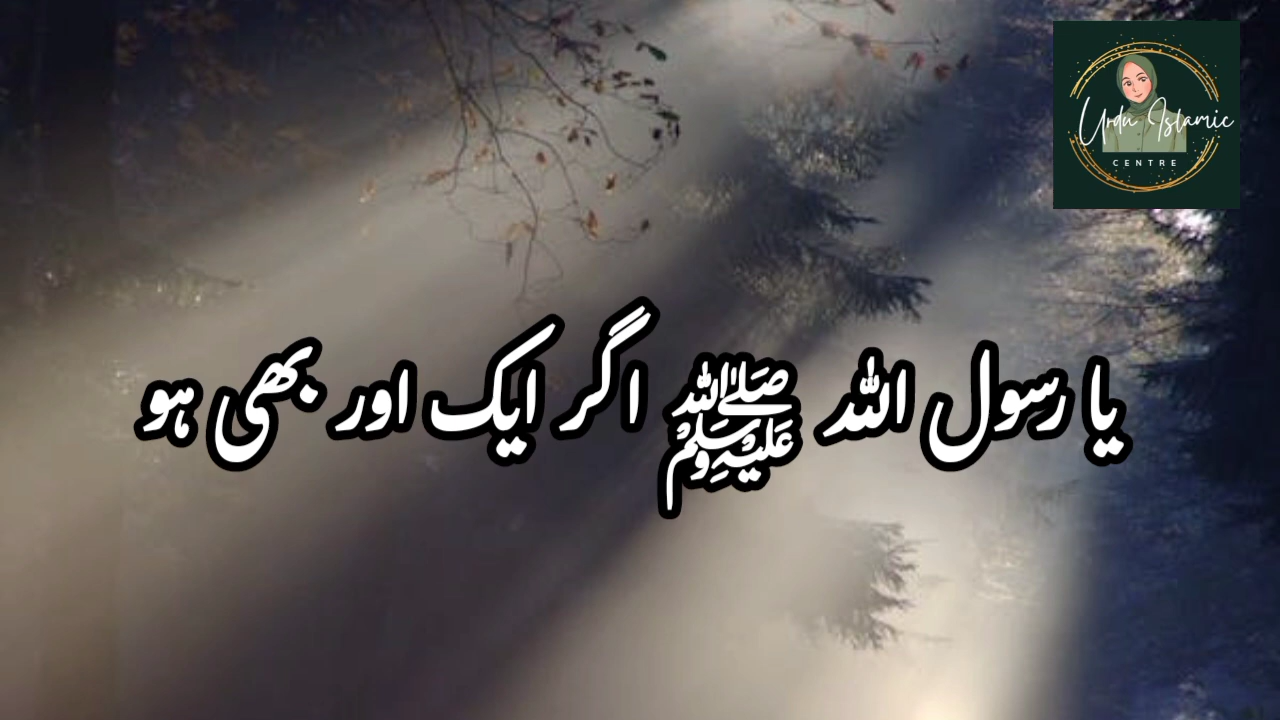 Urdu Islamic
CENTRE
یا رسول اللہ ﷺ اگر ایک اور بھی ہو